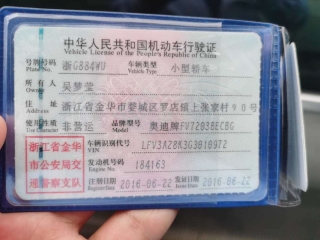 中华人民共和国机动车行驶证
Vehicle License of the People's Republic of China
号牌号码 浙G884WU 车辆类型 小型轿车
Plate No. Vehicle Type
所有人 吴梦莹
Owner
住址 浙江省金华市婺城区罗店镇上张家村90号
Address
使用性质 非营运 品牌型号 奥迪牌FV7203BECBG
Use Character Model
浙江省金华
市公安局交
巡警察支队
车辆识别代号
VIN
发动机号码 184163
Engine No.
注册日期 2016-06-22 发证日期 2016-06-22
Register Date Issue Date